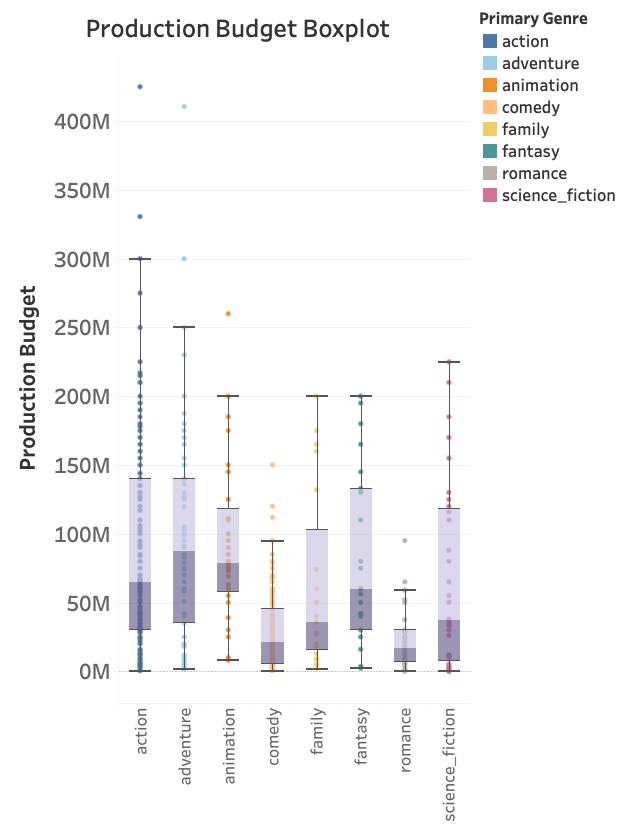 Production Budget Boxplot
Primary Genre
action
adventure
animation
comedy
family
fantasy
romance
science_fiction
Production Budget
400M
350M
300M
250M
200M
150M
100M
50M
0M
action
adventure
animation
comedy
family
fantasy
romance
science_fiction